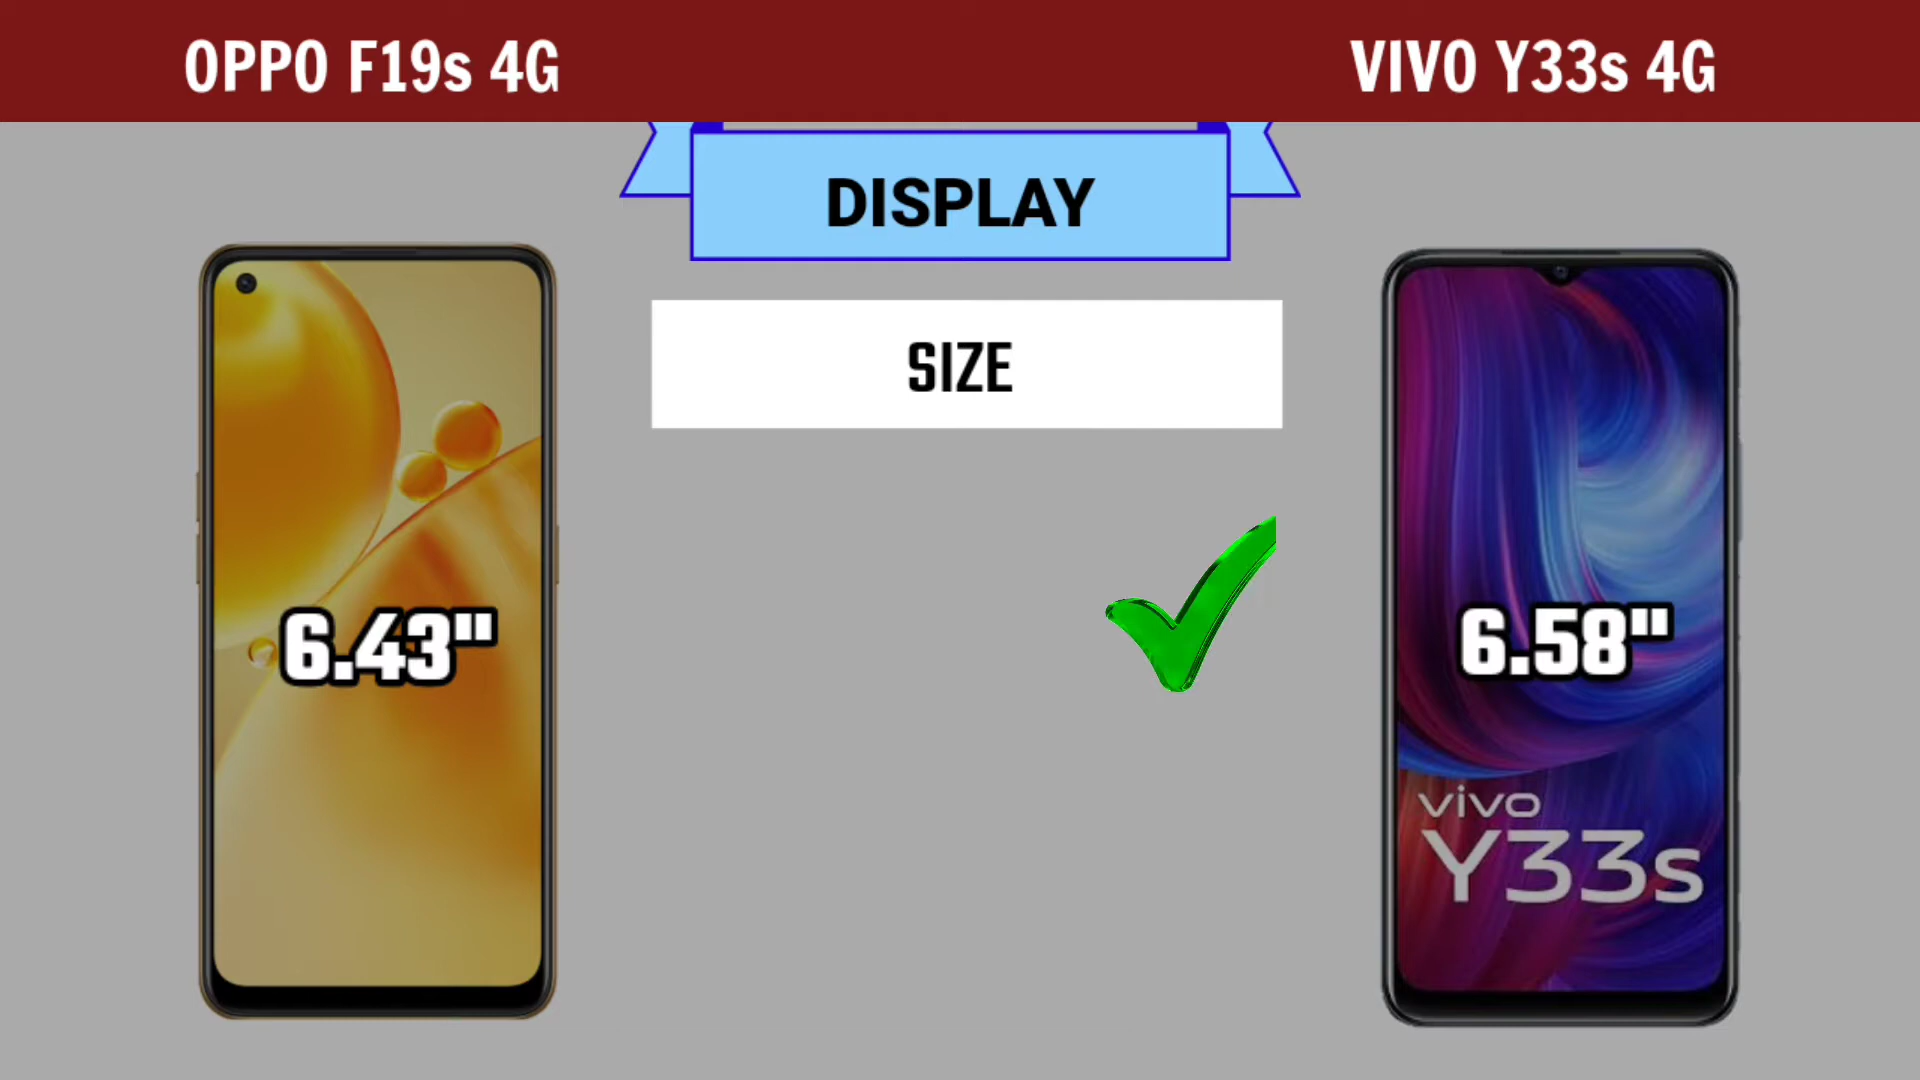 OPPO F19s 4G
VIVO Y33s 4G
DISPLAY
SIZE
6.43"
6.58"
vivo
Y33s